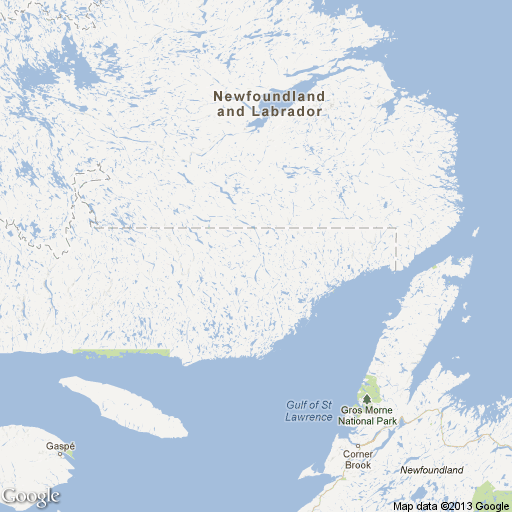 Newfoundland
and Labrador
Gulf of St
Lawrence
Gros Morne
National Park
Gaspé
Corner
Brook
Newfoundland
Google
Map data ©2013 Google